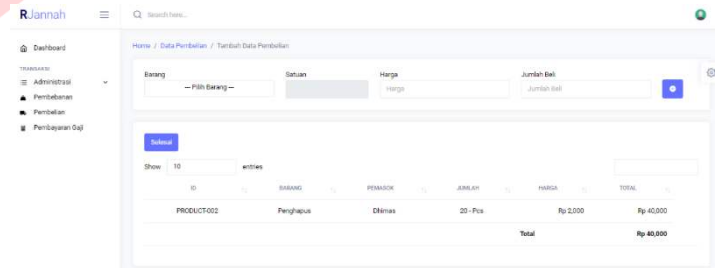 RJannah
Search here...
Dashboard
TRANSAKSI
Administrasi
Pembebanan
Pembelian
Pembayaran Gaji
Home / Data Pembelian / Tambah Data Pembelian
Barang Satuan Harga Jumlah Beli
--- Pilih Barang --- Harga Jumlah Beli
Selesai
Show 10 entries
ID BARANG PEMASOK JUMLAH HARGA TOTAL
PRODUCT-002 Penghapus Dhimas 20 - Pcs Rp 2,000 Rp 40,000
Total Rp 40,000